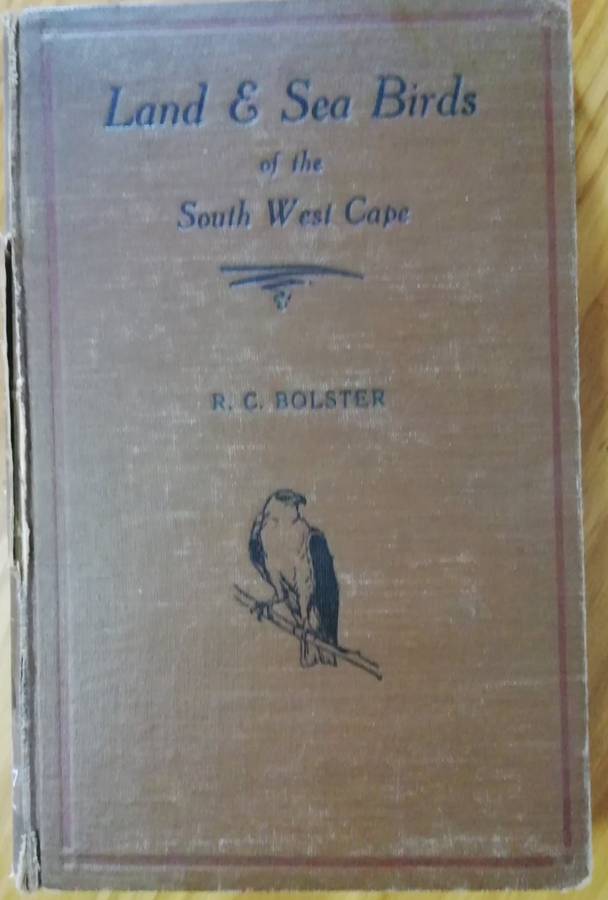 Land & Sea Birds
of the
South West Cape
R. C. BOLSTER